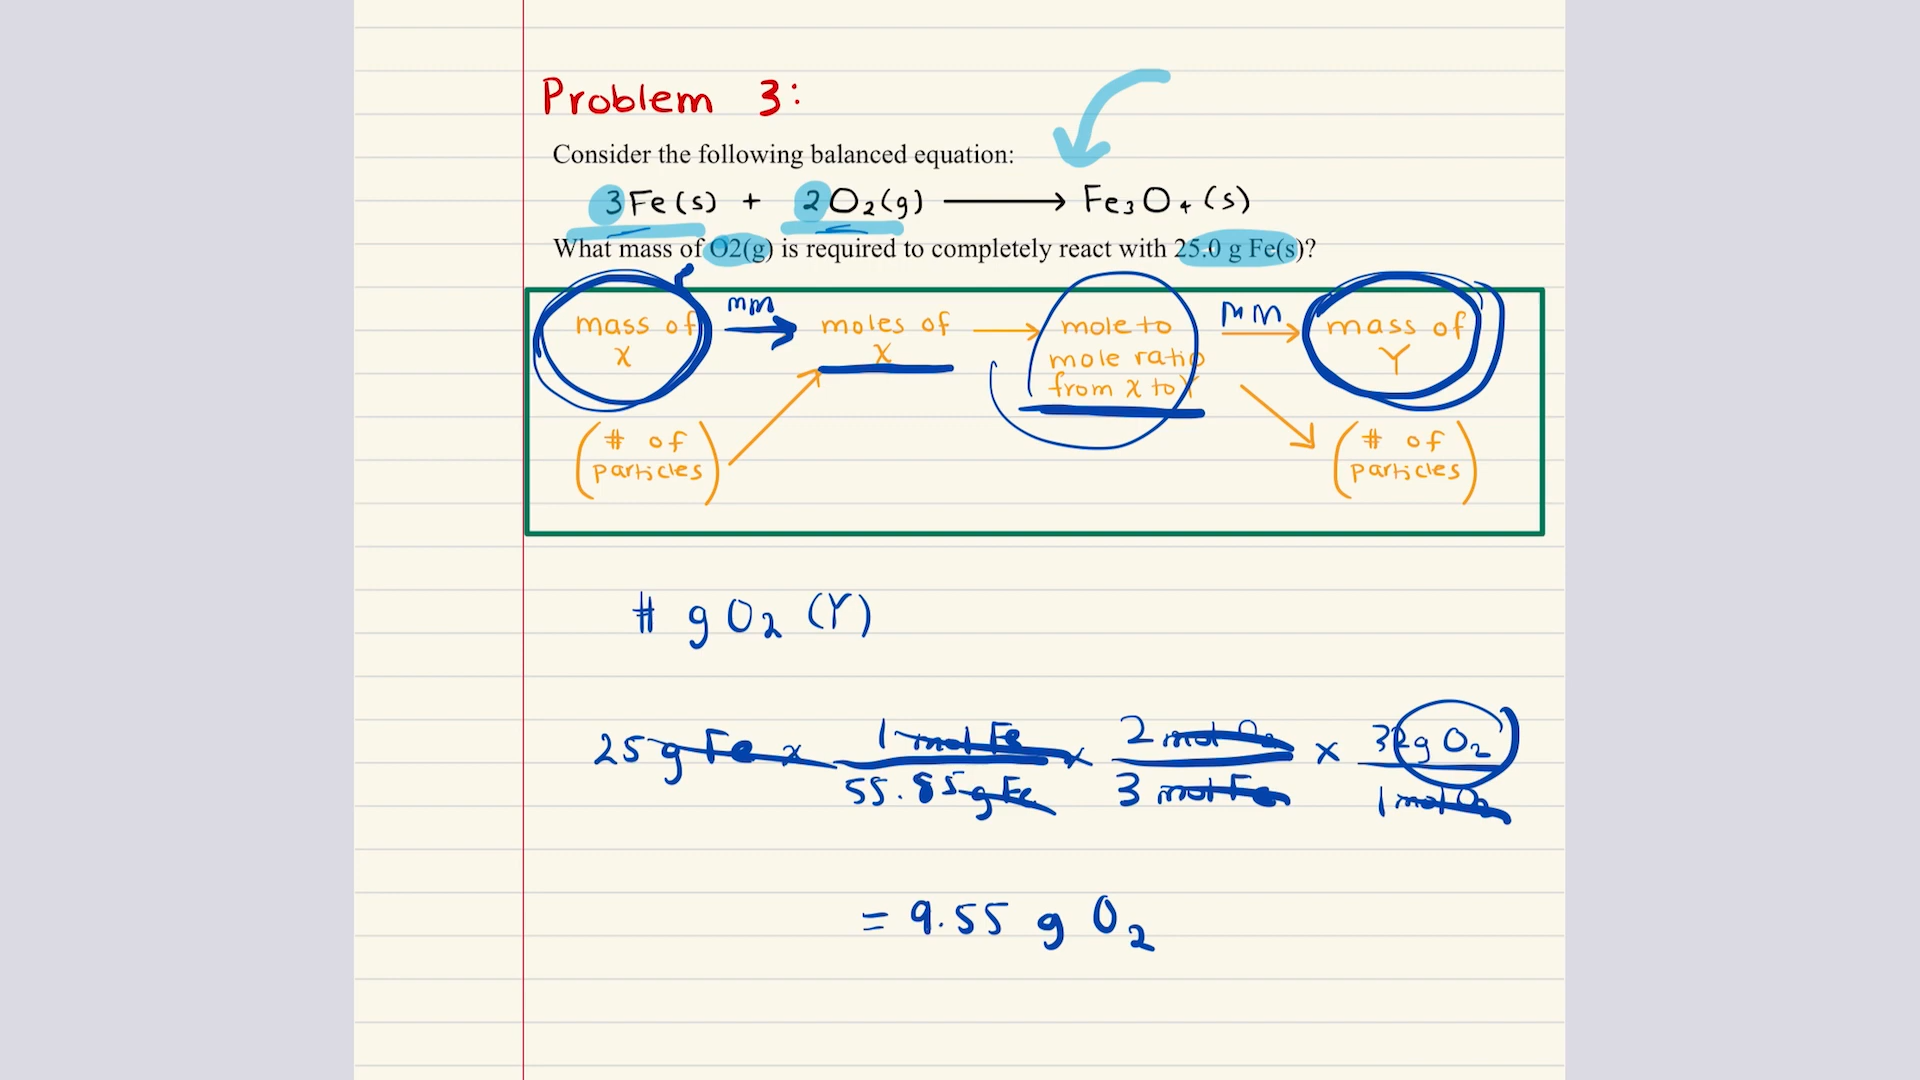 Problem 3:
Consider the following balanced equation:
3Fe(s) + 2O₂(g) ⟶ Fe₃O₄(s)
What mass of O2(g) is required to completely react with 25.0 g Fe(s)?
mass of X
mm
moles of X
mole to mole ratio from X to Y
MM
mass of Y
(# of particles)
(# of particles)
# g O₂ (Y)
25 g Fe x 1 mol Fe / 55.85 g Fe x 2 mol O₂ / 3 mol Fe x 32g O₂ / 1 mol O₂
= 9.55 g O₂